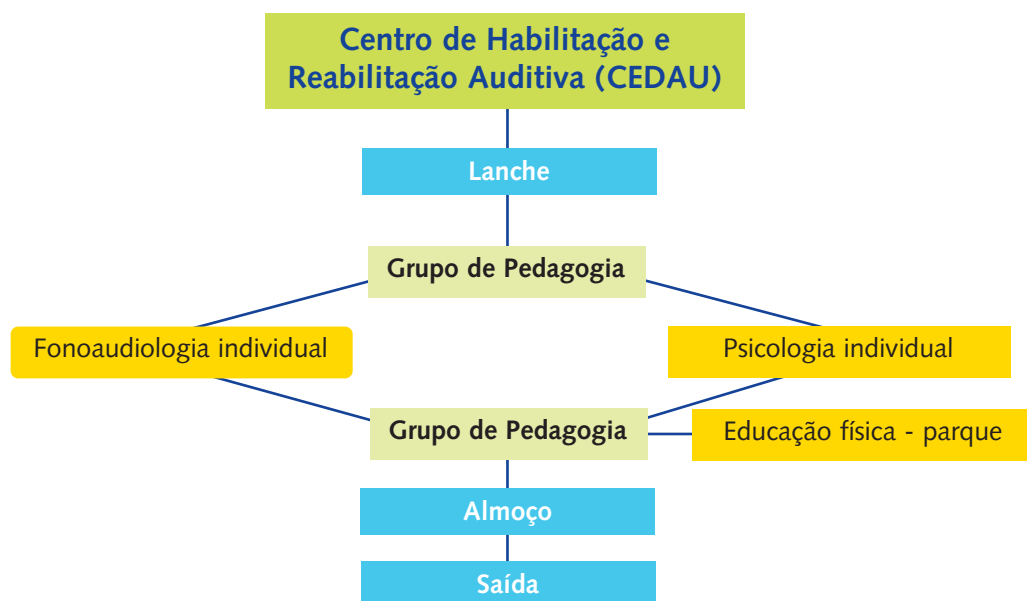 Centro de Habilitação e
Reabilitação Auditiva (CEDAU)
Lanche
Grupo de Pedagogia
Fonoaudiologia individual
Psicologia individual
Grupo de Pedagogia
Educação física - parque
Almoço
Saída